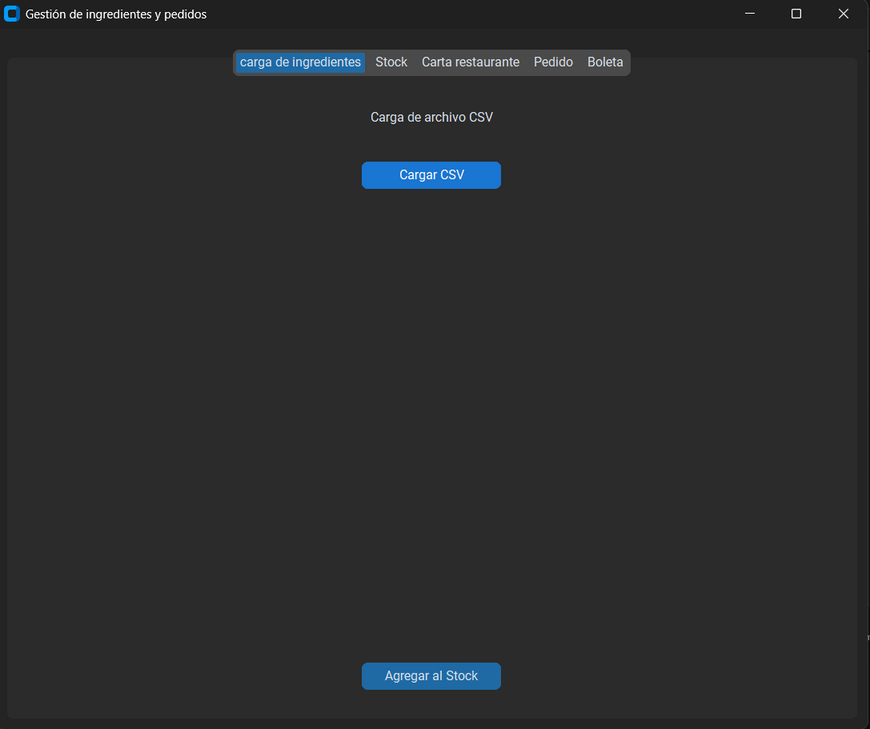 Gestión de ingredientes y pedidos
carga de ingredientes Stock Carta restaurante Pedido Boleta
Carga de archivo CSV
Cargar CSV
Agregar al Stock